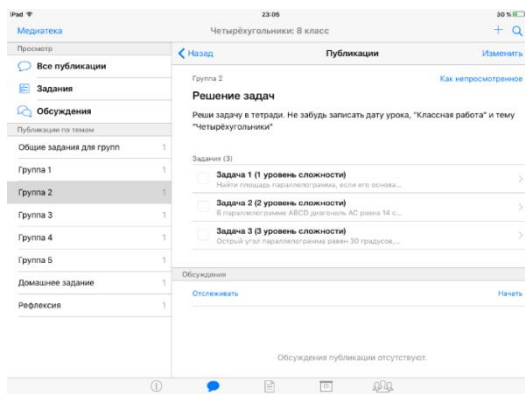 iPad
23:05
30 %
Медиатека
Четырёхугольники: 8 класс
Просмотр
Все публикации
Задания
Обсуждения
Публикации по темам
Общие задания для групп 1
Группа 1 1
Группа 2 1
Группа 3 1
Группа 4 1
Группа 5 1
Домашнее задание 1
Рефлексия 1
Назад
Публикации
Изменить
Группа 2
Как непросмотренное
Решение задач
Реши задачу в тетради. Не забудь записать дату урока, "Классная работа" и тему
"Четырёхугольники"
Задания (3)
Задача 1 (1 уровень сложности)
Найти площадь параллелограмма, если его основа...
Задача 2 (2 уровень сложности)
В параллелограмме ABCD диагональ AC равна 14 с...
Задача 3 (3 уровень сложности)
Острый угол параллелограмма равен 30 градусов,...
Обсуждения
Отслеживать
Начать
Обсуждения публикации отсутствуют.